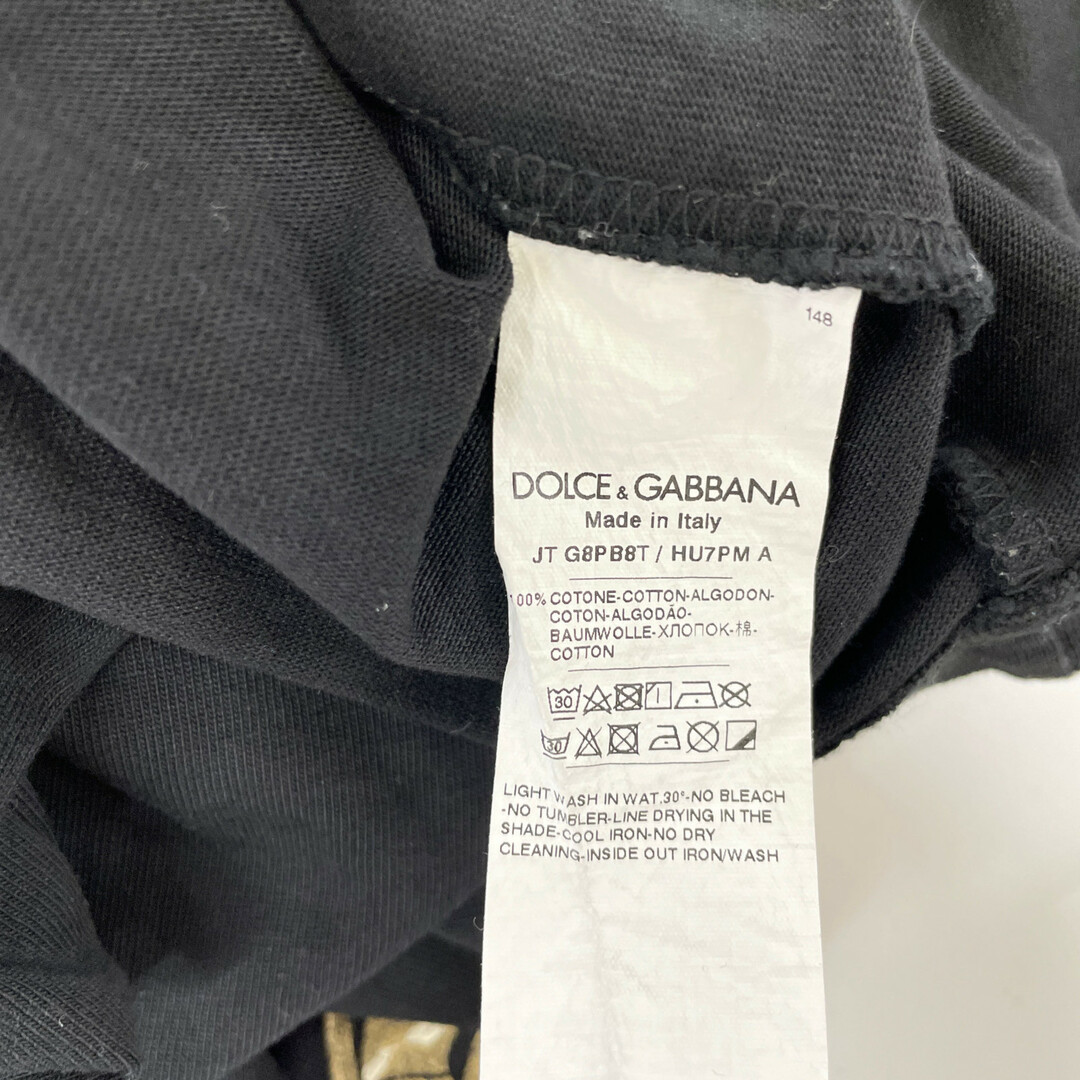 148
DOLCE & GABBANA
Made in Italy
JT G8PB8T / HU7PM A
100% COTONE-COTTON-ALGODON-
COTON-ALGODÃO-
BAUMWOLLE-ХЛОПОК-棉-
COTTON
30
30
LIGHT WASH IN WAT.30°-NO BLEACH
-NO TUMBLER-LINE DRYING IN THE
SHADE-COOL IRON-NO DRY
CLEANING-INSIDE OUT IRON/WASH